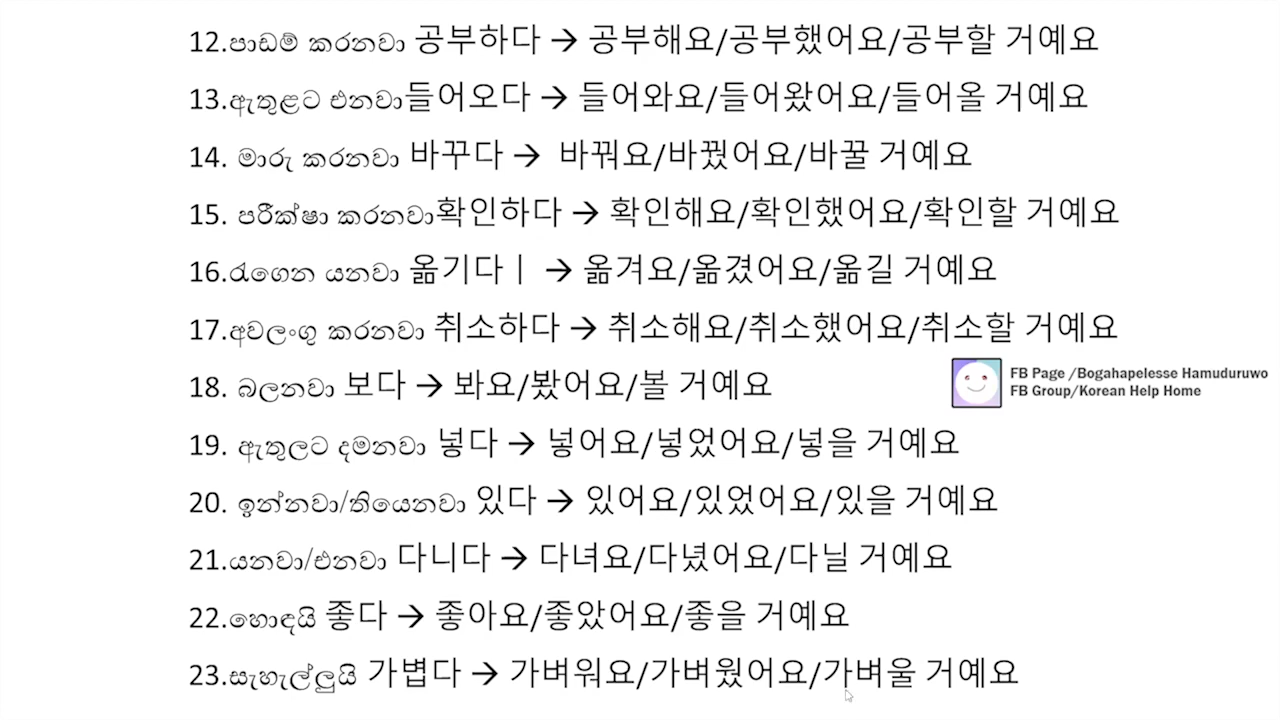 12.පාඩම් කරනවා 공부하다 → 공부해요/공부했어요/공부할 거예요
13.ඇතුළට එනවා들어오다 → 들어와요/들어왔어요/들어올 거예요
14. මාරු කරනවා 바꾸다 → 바꿔요/바꿨어요/바꿀 거예요
15. පරීක්ෂා කරනවා확인하다 → 확인해요/확인했어요/확인할 거예요
16.රැගෙන යනවා 옮기다ㅣ → 옮겨요/옮겼어요/옮길 거예요
17.අවලංගු කරනවා 취소하다 → 취소해요/취소했어요/취소할 거예요
18. බලනවා 보다 → 봐요/봤어요/볼 거예요
FB Page /Bogahapelesse Hamuduruwo
FB Group/Korean Help Home
19. ඇතුලට දමනවා 넣다 → 넣어요/넣었어요/넣을 거예요
20. ඉන්නවා/තියෙනවා 있다 → 있어요/있었어요/있을 거예요
21.යනවා/එනවා 다니다 → 다녀요/다녔어요/다닐 거예요
22.හොඳයි 좋다 → 좋아요/좋았어요/좋을 거예요
23.සැහැල්ලුයි 가볍다 → 가벼워요/가벼웠어요/가벼울 거예요